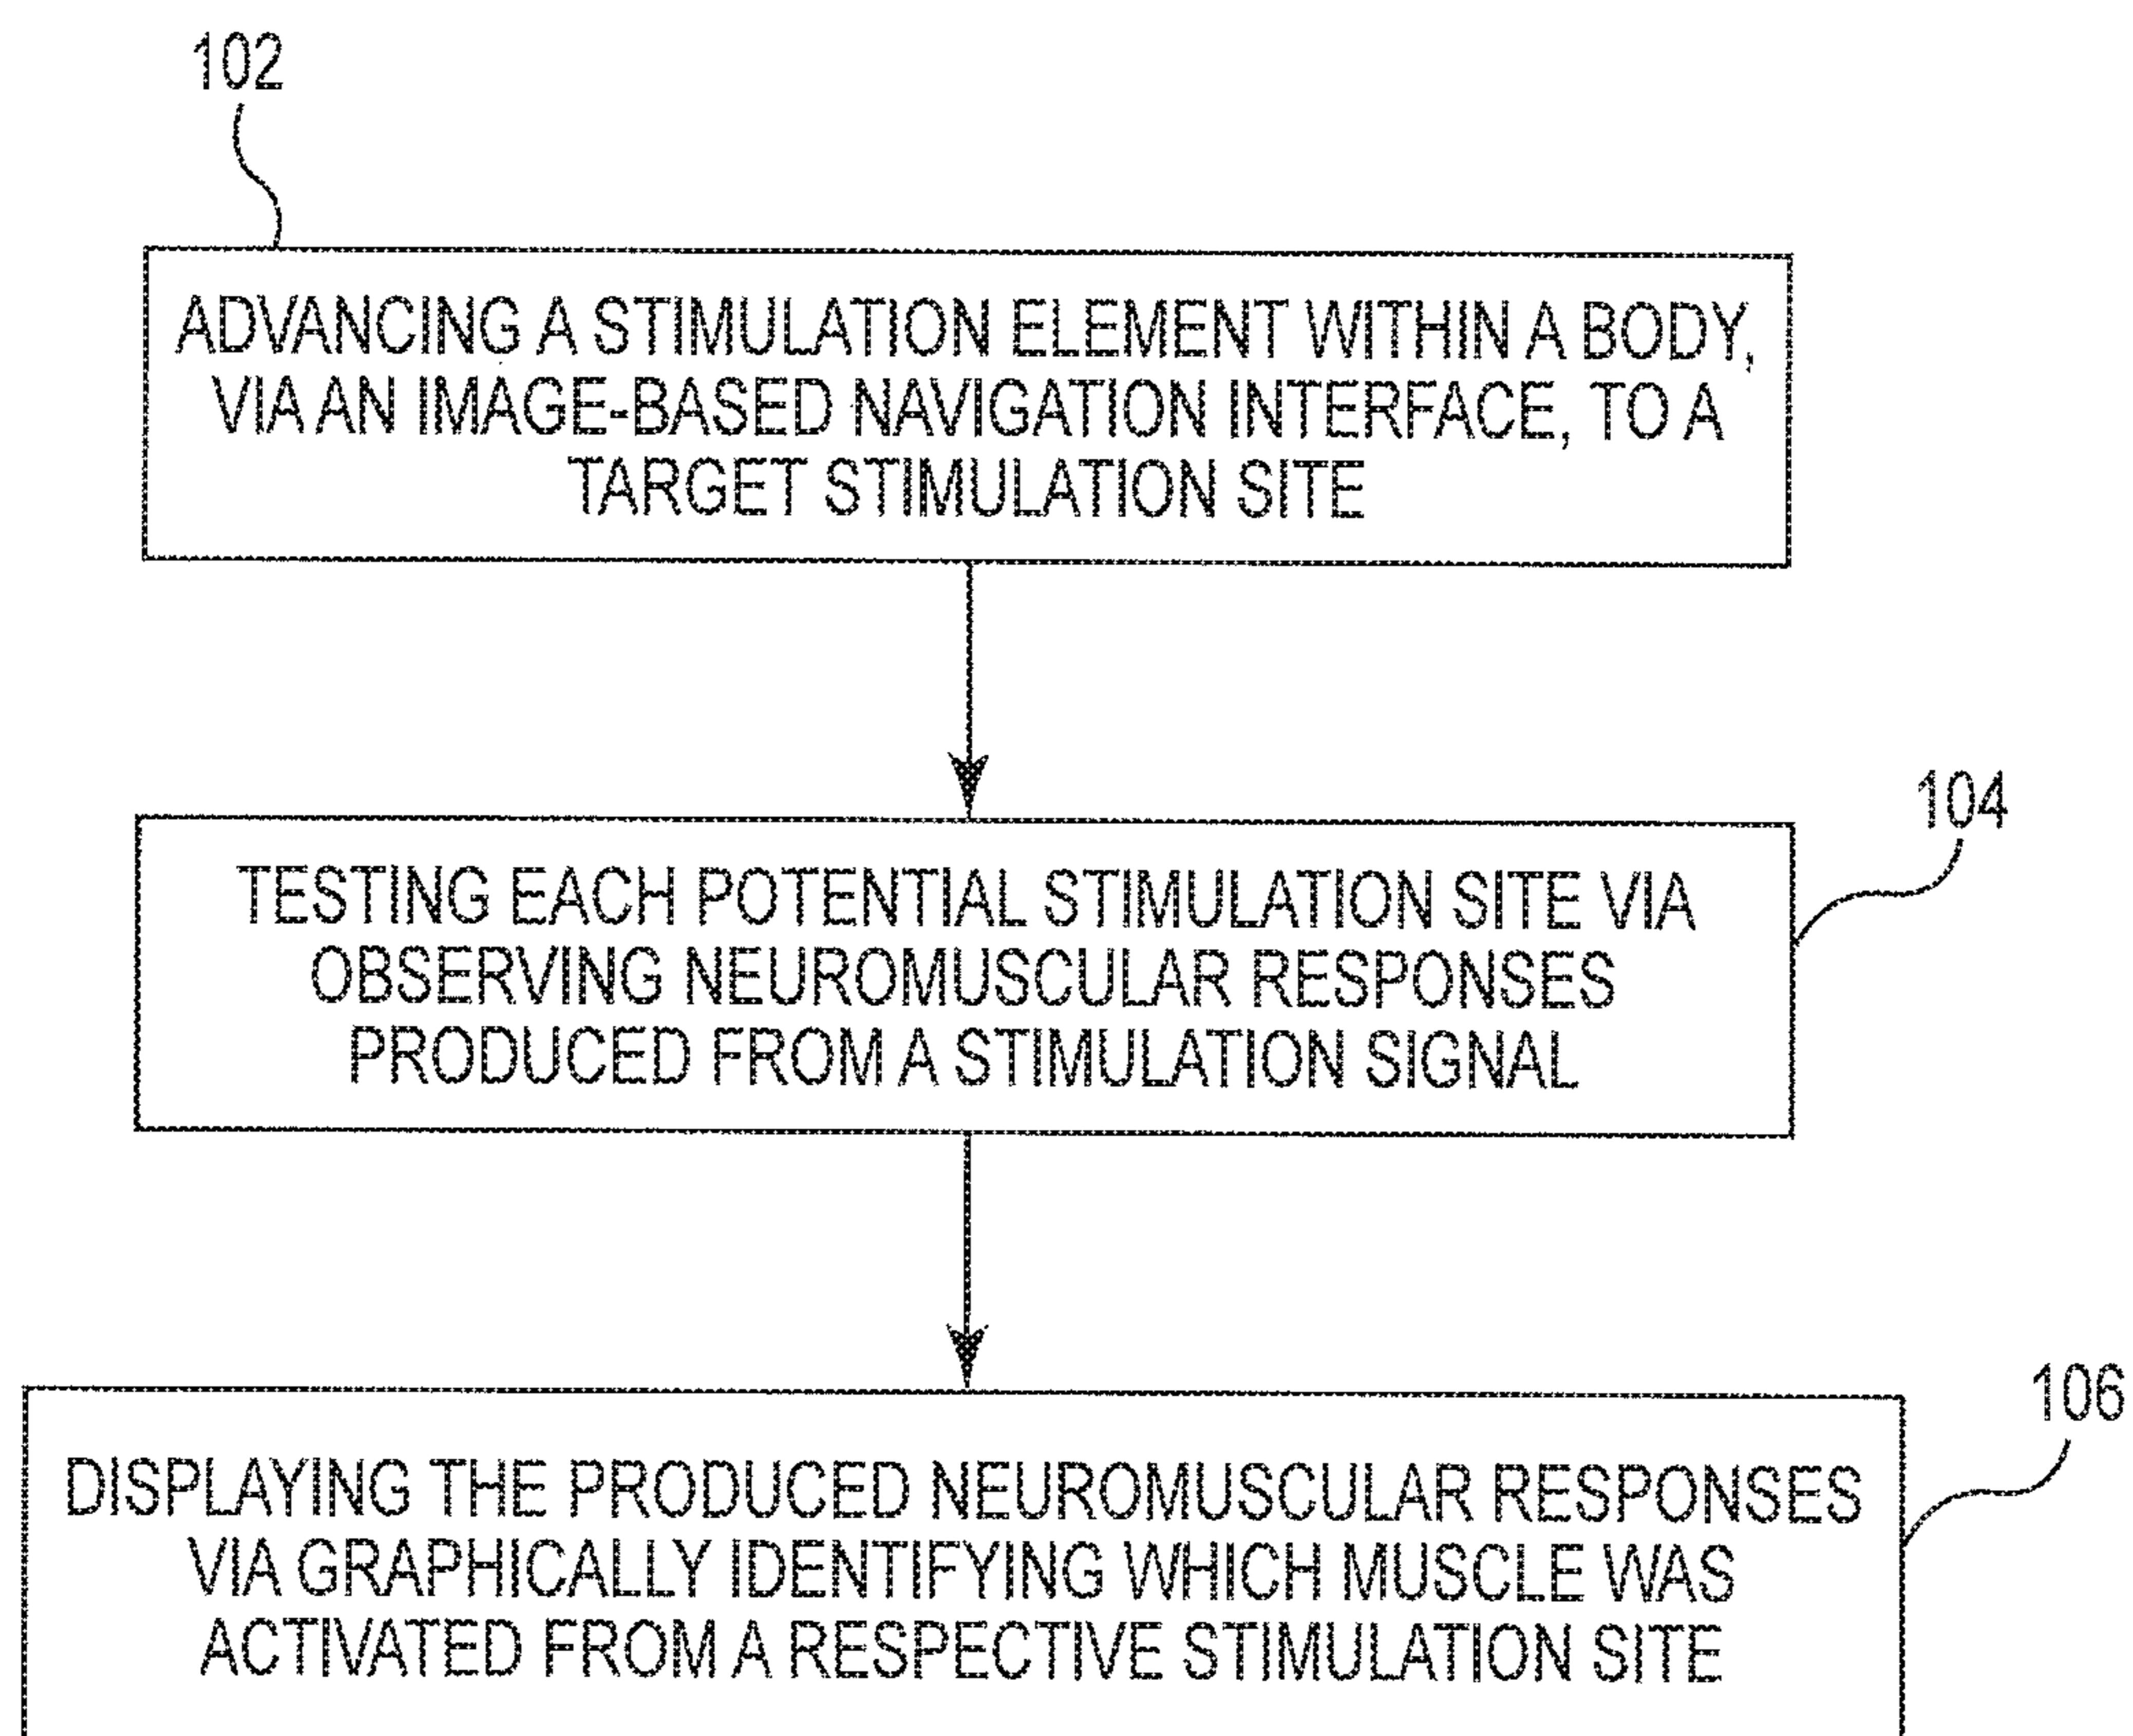 102
ADVANCING A STIMULATION ELEMENT WITHIN A BODY,
VIA AN IMAGE-BASED NAVIGATION INTERFACE, TO A
TARGET STIMULATION SITE
104
TESTING EACH POTENTIAL STIMULATION SITE VIA
OBSERVING NEUROMUSCULAR RESPONSES
PRODUCED FROM A STIMULATION SIGNAL
106
DISPLAYING THE PRODUCED NEUROMUSCULAR RESPONSES
VIA GRAPHICALLY IDENTIFYING WHICH MUSCLE WAS
ACTIVATED FROM A RESPECTIVE STIMULATION SITE